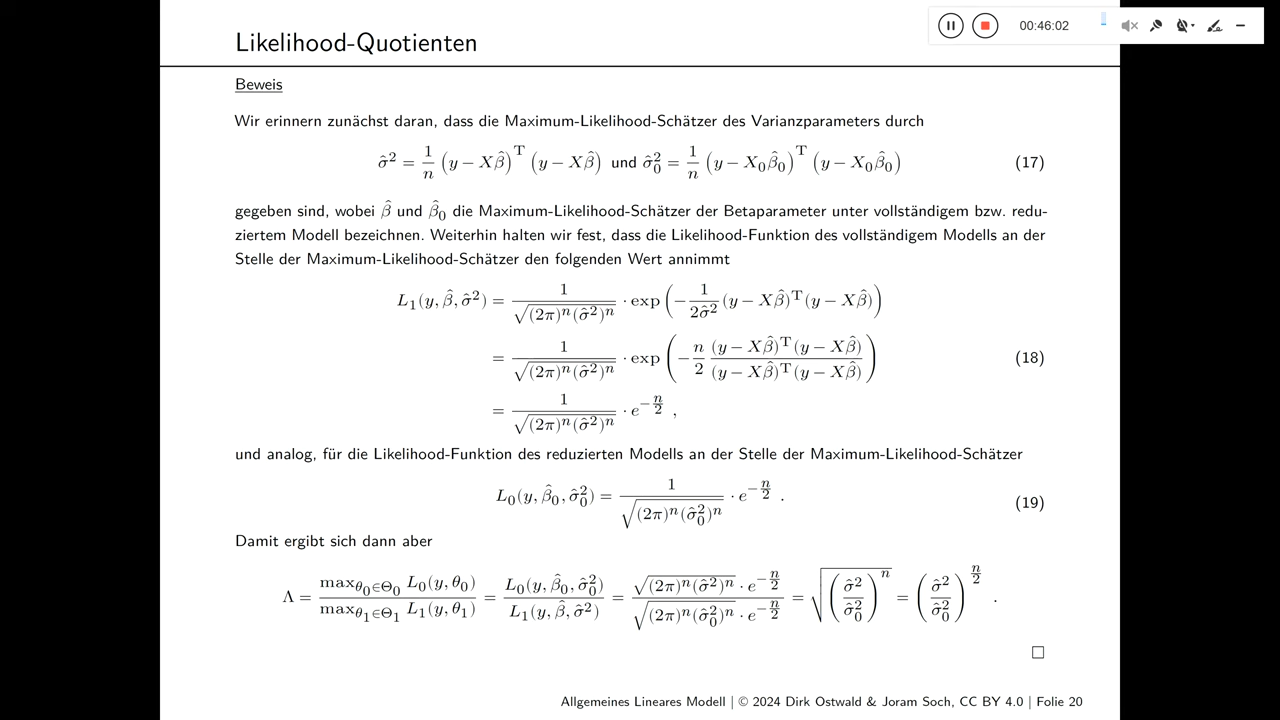 00:46:02
Likelihood-Quotienten
Beweis
Wir erinnern zunächst daran, dass die Maximum-Likelihood-Schätzer des Varianzparameters durch
σ̂² = 1/n (y − Xβ̂)ᵀ (y − Xβ̂) und σ̂₀² = 1/n (y − X₀β̂₀)ᵀ (y − X₀β̂₀) (17)
gegeben sind, wobei β̂ und β̂₀ die Maximum-Likelihood-Schätzer der Betaparameter unter vollständigem bzw. redu-
ziertem Modell bezeichnen. Weiterhin halten wir fest, dass die Likelihood-Funktion des vollständigem Modells an der
Stelle der Maximum-Likelihood-Schätzer den folgenden Wert annimmt
L₁(y, β̂, σ̂²) = 1/√((2π)ⁿ(σ̂²)ⁿ) · exp(−1/(2σ̂²) (y − Xβ̂)ᵀ(y − Xβ̂))
= 1/√((2π)ⁿ(σ̂²)ⁿ) · exp(−n/2 ((y − Xβ̂)ᵀ(y − Xβ̂))/((y − Xβ̂)ᵀ(y − Xβ̂))) (18)
= 1/√((2π)ⁿ(σ̂²)ⁿ) · e^(−n/2) ,
und analog, für die Likelihood-Funktion des reduzierten Modells an der Stelle der Maximum-Likelihood-Schätzer
L₀(y, β̂₀, σ̂₀²) = 1/√((2π)ⁿ(σ̂₀²)ⁿ) · e^(−n/2) . (19)
Damit ergibt sich dann aber
Λ = (max_{θ₀∈Θ₀} L₀(y, θ₀))/(max_{θ₁∈Θ₁} L₁(y, θ₁)) = L₀(y, β̂₀, σ̂₀²)/L₁(y, β̂, σ̂²) = (√((2π)ⁿ(σ̂²)ⁿ) · e^(−n/2))/(√((2π)ⁿ(σ̂₀²)ⁿ) · e^(−n/2)) = √((σ̂²/σ̂₀²)ⁿ) = (σ̂²/σ̂₀²)^(n/2) .
□
Allgemeines Lineares Modell | © 2024 Dirk Ostwald & Joram Soch, CC BY 4.0 | Folie 20